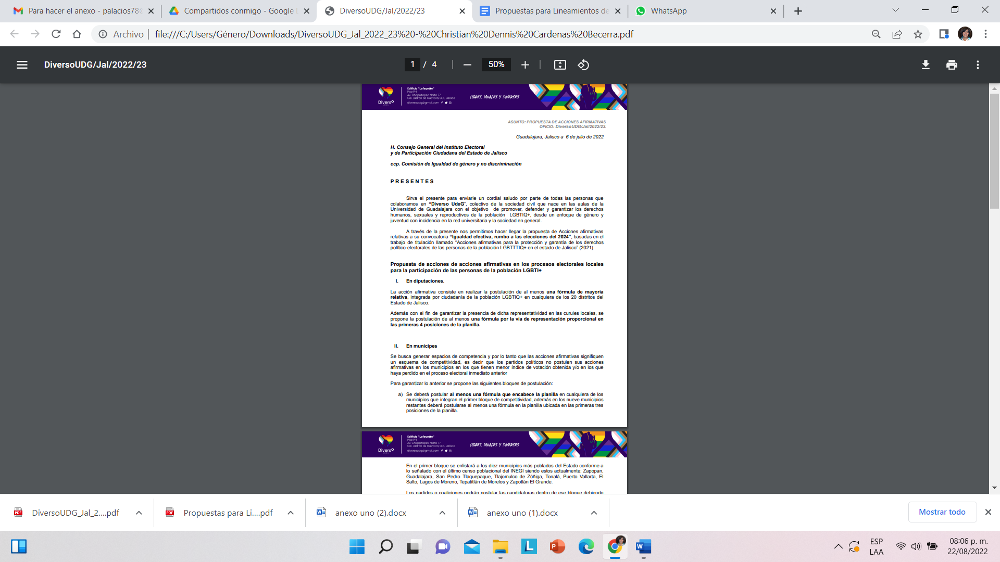 Para hacer el anexo - palacios78@
Compartidos conmigo - Google D
DiversoUDG/Jal/2022/23
Propuestas para Lineamientos de
WhatsApp
Archivo
file:///C:/Users/Género/Downloads/DiversoUDG_Jal_2022_23%20-%20Christian%20Dennis%20Cardenas%20Becerra.pdf
DiversoUDG/Jal/2022/23
1 / 4
50%
Diverso
Edificio "Lafayette"
Piso PH
Av. Chapultepec Norte 77
Col. Ladrón de Guevara, GDL, Jalisco
diversoudg@gmail.com
LIBRES, IGUALES Y DIVERSXS
ASUNTO: PROPUESTA DE ACCIONES AFIRMATIVAS
OFICIO: DiversoUDG/Jal/2022/23.
Guadalajara, Jalisco a 6 de julio de 2022
H. Consejo General del Instituto Electoral
y de Participación Ciudadana del Estado de Jalisco
ccp. Comisión de Igualdad de género y no discriminación
P R E S E N T E S
Sirva el presente para enviarle un cordial saludo por parte de todas las personas que
colaboramos en "Diverso UdeG", colectivo de la sociedad civil que nace en las aulas de la
Universidad de Guadalajara con el objetivo de promover, defender y garantizar los derechos
humanos, sexuales y reproductivos de la población LGBTIQ+, desde un enfoque de género y
juventud con incidencia en la red universitaria y la sociedad en general.
A través de la presente nos permitimos hacer llegar la propuesta de Acciones afirmativas
relativas a su convocatoria "Igualdad efectiva, rumbo a las elecciones del 2024", basadas en el
trabajo de titulación llamado "Acciones afirmativas para la protección y garantía de los derechos
político-electorales de las personas de la población LGBTTTIQ+ en el estado de Jalisco" (2021).
Propuesta de acciones de acciones afirmativas en los procesos electorales locales
para la participación de las personas de la población LGBTI+
I. En diputaciones.
La acción afirmativa consiste en realizar la postulación de al menos una fórmula de mayoría
relativa, integrada por ciudadanía de la población LGBTIQ+ en cualquiera de los 20 distritos del
Estado de Jalisco.
Además con el fin de garantizar la presencia de dicha representatividad en las curules locales, se
propone la postulación de al menos una fórmula por la vía de representación proporcional en
las primeras 4 posiciones de la planilla.
II. En munícipes
Se busca generar espacios de competencia y por lo tanto que las acciones afirmativas signifiquen
un esquema de competitividad, es decir que los partidos políticos no postulen sus acciones
afirmativas en los municipios en los que tienen menor índice de votación obtenida y/o en los que
haya perdido en el proceso electoral inmediato anterior
Para garantizar lo anterior se propone las siguientes bloques de postulación:
a) Se deberá postular al menos una fórmula que encabece la planilla en cualquiera de los
municipios que integran el primer bloque de competitividad, además en los nueve municipios
restantes deberá postularse al menos una fórmula en la planilla ubicada en las primeras tres
posiciones de la planilla.
Diverso
Edificio "Lafayette"
Piso PH
Av. Chapultepec Norte 77
Col. Ladrón de Guevara, GDL, Jalisco
diversoudg@gmail.com
LIBRES, IGUALES Y DIVERSXS
En el primer bloque se enlistará a los diez municipios más poblados del Estado conforme a
lo señalado con el último censo poblacional del INEGI siendo estos actualmente: Zapopan,
Guadalajara, San Pedro Tlaquepaque, Tlajomulco de Zúñiga, Tonalá, Puerto Vallarta, El
Salto, Lagos de Moreno, Tepatitlán de Morelos y Zapotlán El Grande.
Los partidos o coaliciones podrán postular las candidaturas dentro de ese bloque debiendo
DiversoUDG_Jal_2....pdf
Propuestas para Li....pdf
anexo uno (2).docx
anexo uno (1).docx
Mostrar todo
ESP
LAA
08:06 p. m.
22/08/2022